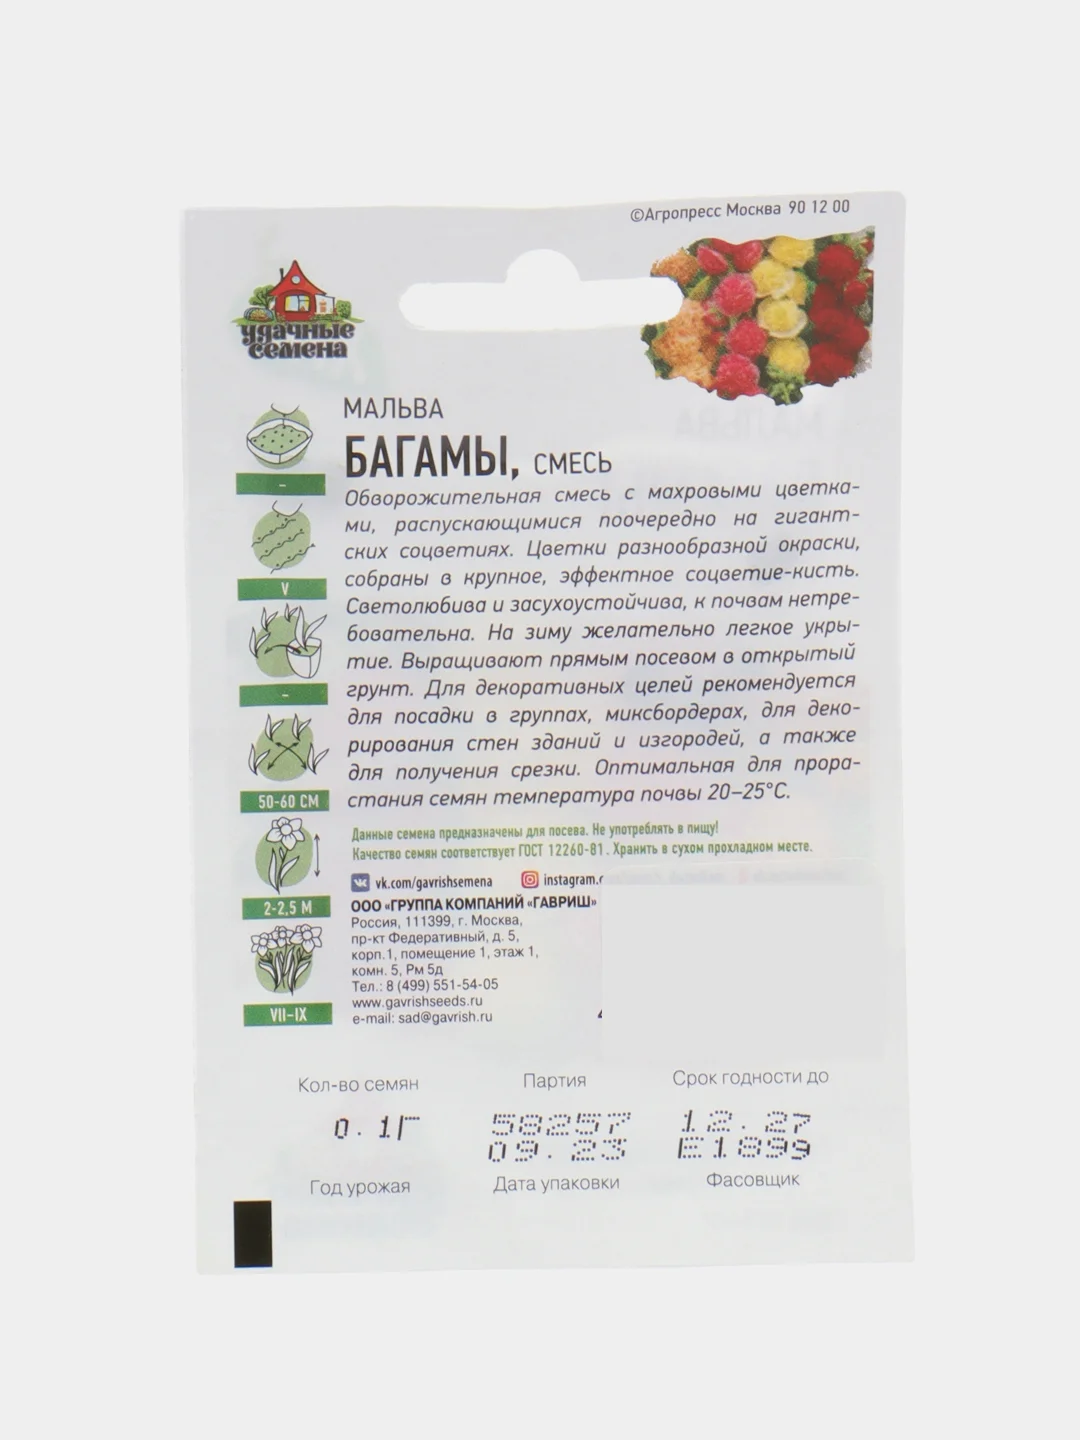 ©Агропресс Москва 90 12 00
удачные
семена
МАЛЬВА
БАГАМЫ, СМЕСЬ
Обворожительная смесь с махровыми цветка-
ми, распускающимися поочередно на гигант-
ских соцветиях. Цветки разнообразной окраски,
собраны в крупное, эффектное соцветие-кисть.
Светолюбива и засухоустойчива, к почвам нетре-
бовательна. На зиму желательно легкое укры-
тие. Выращивают прямым посевом в открытый
грунт. Для декоративных целей рекомендуется
для посадки в группах, миксбордерах, для деко-
рирования стен зданий и изгородей, а также
для получения срезки. Оптимальная для прора-
стания семян температура почвы 20–25°С.
-
V
-
50-60 СМ
2-2,5 М
VII-IX
Данные семена предназначены для посева. Не употреблять в пищу!
Качество семян соответствует ГОСТ 12260-81. Хранить в сухом прохладном месте.
vk.com/gavrishsemena instagram.c
ООО «ГРУППА КОМПАНИЙ «ГАВРИШ»
Россия, 111399, г. Москва,
пр-кт Федеративный, д. 5,
корп.1, помещение 1, этаж 1,
комн. 5, Рм 5д
Тел.: 8 (499) 551-54-05
www.gavrishseeds.ru
e-mail: sad@gavrish.ru
Кол-во семян Партия Срок годности до
0.1Г 58257 12.27
09.23 E1899
Год урожая Дата упаковки Фасовщик